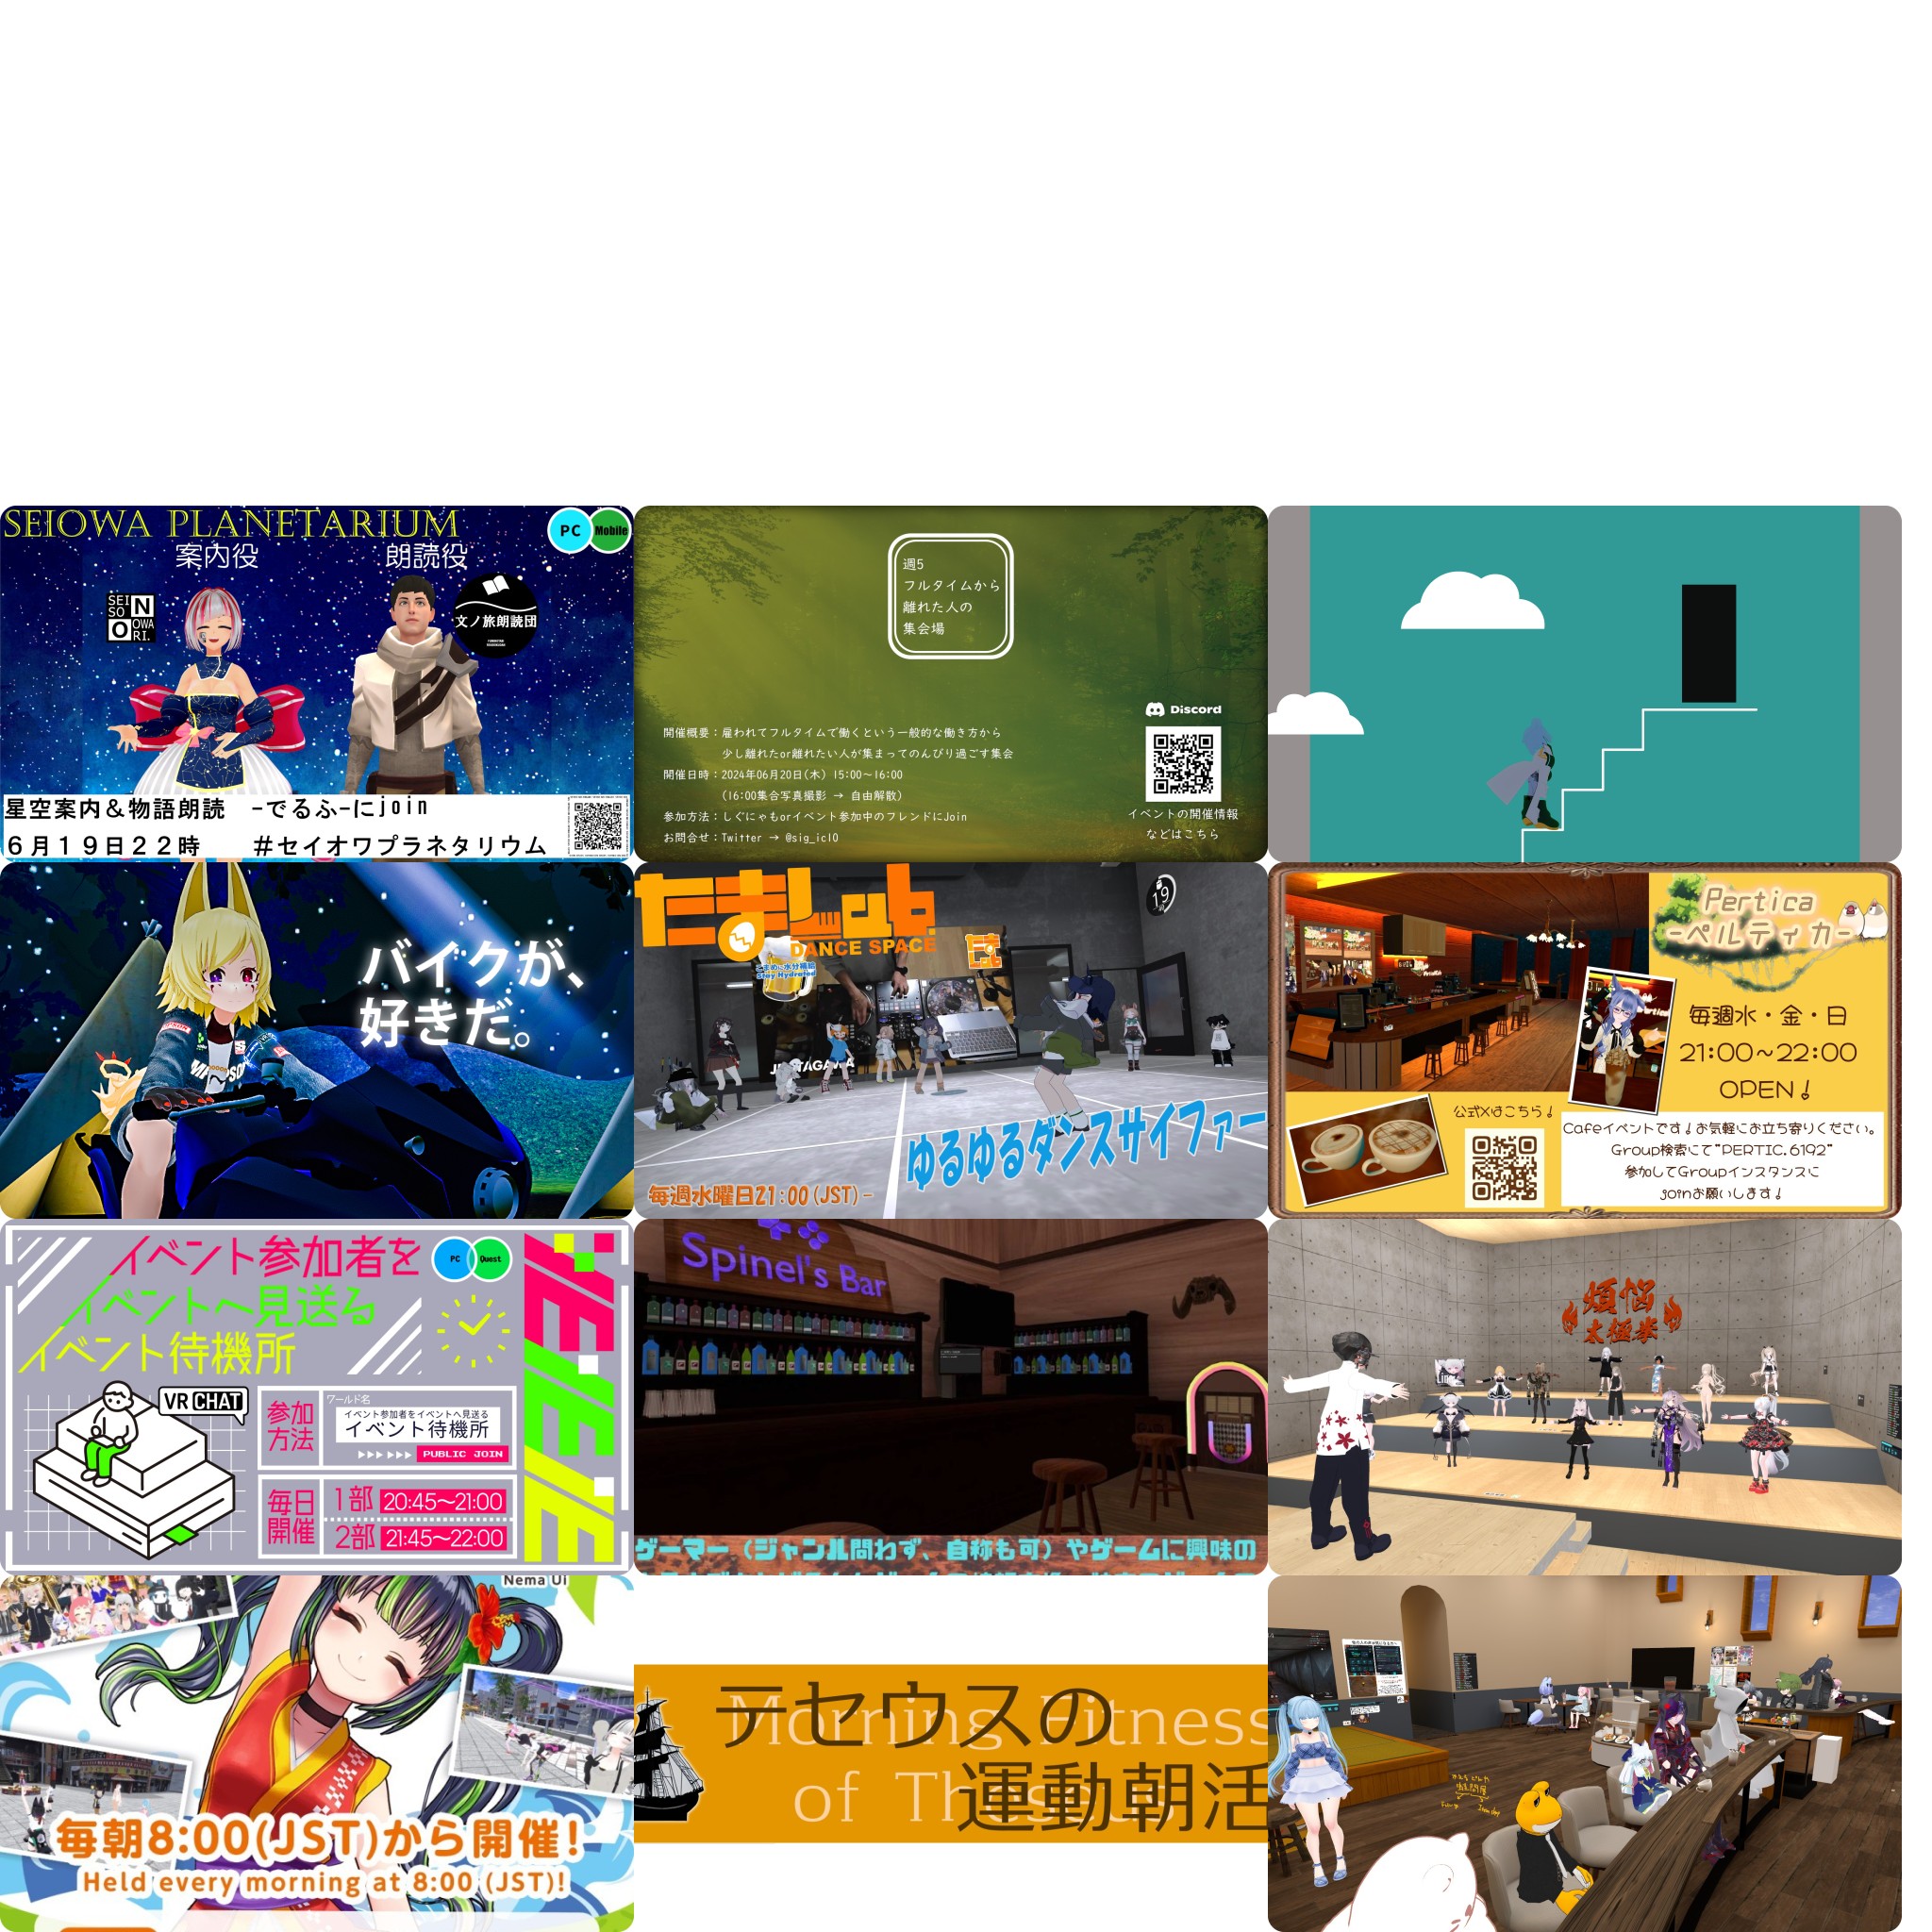 SEIOWA PLANETARIUM
PC
Mobile
案内役
朗読役
SEI
SO
N
O
OWA
RI.
文ノ旅朗読団
星空案内＆物語朗読 -でるふ-にjoin
6月19日22時 #セイオワプラネタリウム
週5
フルタイムから
離れた人の
集会場
Discord
開催概要：雇われてフルタイムで働くという一般的な働き方から
少し離れたor離れたい人が集まってのんびり過ごす集会
開催日時：2024年06月20日(木) 15:00~16:00
(16:00集合写真撮影 → 自由解散)
参加方法：しぐにゃもorイベント参加中のフレンドにJoin
お問合せ：Twitter → @sig_icl0
イベントの開催情報
などはこちら
バイクが、
好きだ。
たましab.
DANCE SPACE
こまめに水分補給
Stay Hydrated
19
ゆるゆるダンスサイファー
毎週水曜日21:00(JST)-
Pertica
-ペルティカ-
毎週水・金・日
21:00~22:00
OPEN!
公式Xはこちら!
Cafeイベントです!お気軽にお立ち寄りください。
Group検索にて"PERTIC.6192"
参加してGroupインスタンスに
joinお願いします!
イベント参加者を
イベントへ見送る
イベント待機所
PC
Quest
VRCHAT
参加
方法
ワールド名
イベント参加者をイベントへ見送る
イベント待機所
PUBLIC JOIN
毎日
開催
1部 20:45~21:00
2部 21:45~22:00
Spinel's Bar
ゲーマー（ジャンル問わず、自称も可）やゲームに興味の
煩悩
太極拳
Nema Ui
毎朝8:00(JST)から開催!
Held every morning at 8:00 (JST)!
テセウスの
運動朝活
Morning Fitness
of